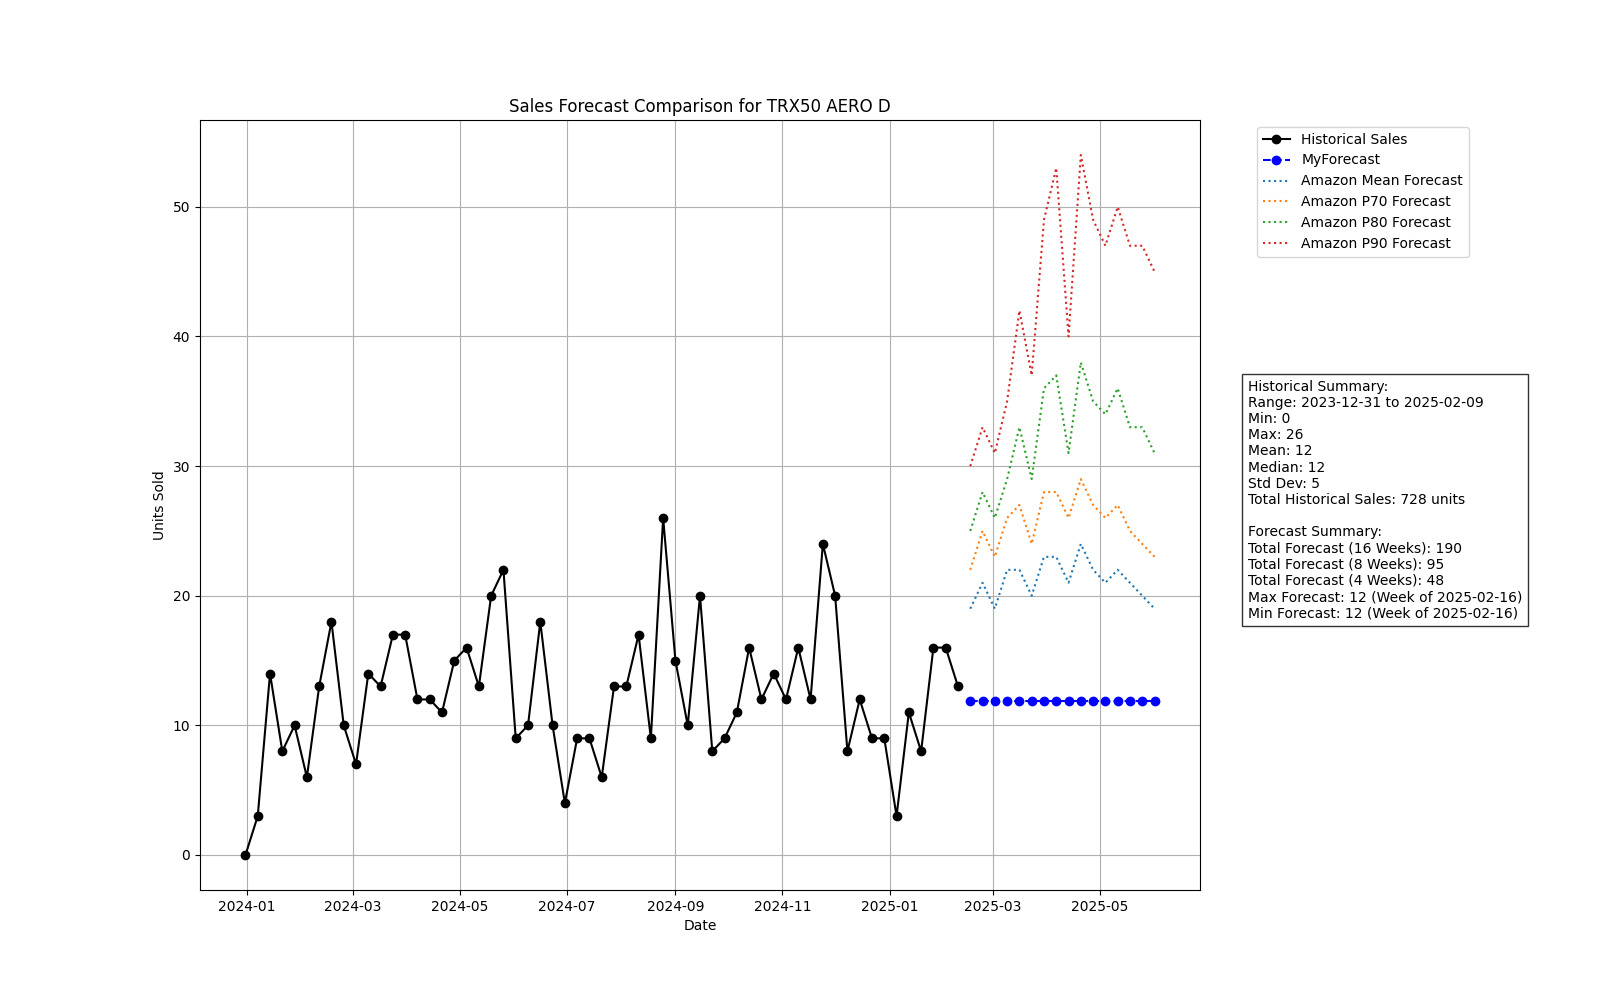 Sales Forecast Comparison for TRX50 AERO D
Historical Sales
MyForecast
Amazon Mean Forecast
Amazon P70 Forecast
Amazon P80 Forecast
Amazon P90 Forecast
50
40
30
20
10
0
Units Sold
2024-01
2024-03
2024-05
2024-07
2024-09
2024-11
2025-01
2025-03
2025-05
Date
Historical Summary:
Range: 2023-12-31 to 2025-02-09
Min: 0
Max: 26
Mean: 12
Median: 12
Std Dev: 5
Total Historical Sales: 728 units
Forecast Summary:
Total Forecast (16 Weeks): 190
Total Forecast (8 Weeks): 95
Total Forecast (4 Weeks): 48
Max Forecast: 12 (Week of 2025-02-16)
Min Forecast: 12 (Week of 2025-02-16)